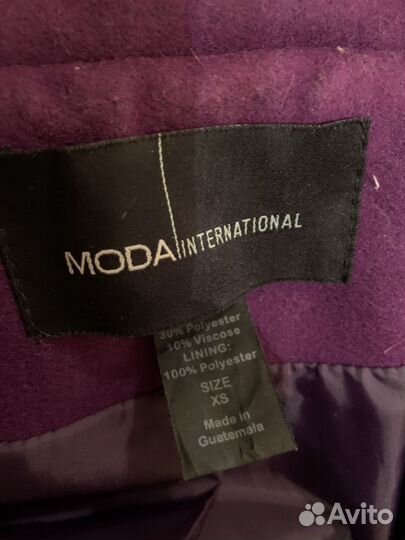 MODA INTERNATIONAL
30% Polyester
10% Viscose
LINING:
100% Polyester
SIZE
XS
Made in
Guatemala
Avito